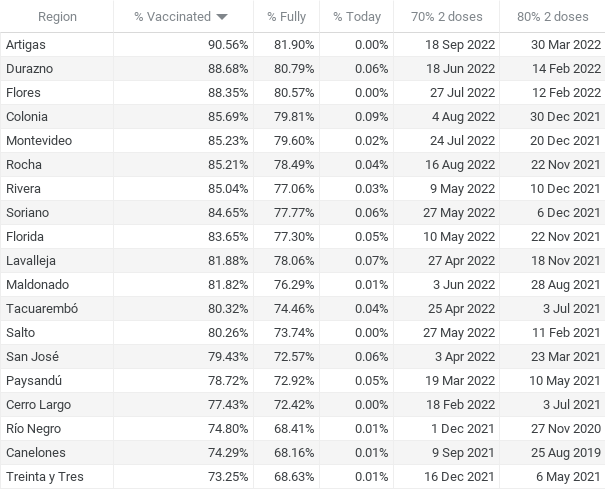 Region % Vaccinated % Fully % Today 70% 2 doses 80% 2 doses
Artigas 90.56% 81.90% 0.00% 18 Sep 2022 30 Mar 2022
Durazno 88.68% 80.79% 0.06% 18 Jun 2022 14 Feb 2022
Flores 88.35% 80.57% 0.00% 27 Jul 2022 12 Feb 2022
Colonia 85.69% 79.81% 0.09% 4 Aug 2022 30 Dec 2021
Montevideo 85.23% 79.60% 0.02% 24 Jul 2022 20 Dec 2021
Rocha 85.21% 78.49% 0.04% 16 Aug 2022 22 Nov 2021
Rivera 85.04% 77.06% 0.03% 9 May 2022 10 Dec 2021
Soriano 84.65% 77.77% 0.06% 27 May 2022 6 Dec 2021
Florida 83.65% 77.30% 0.05% 10 May 2022 22 Nov 2021
Lavalleja 81.88% 78.06% 0.07% 27 Apr 2022 18 Nov 2021
Maldonado 81.82% 76.29% 0.01% 3 Jun 2022 28 Aug 2021
Tacuarembó 80.32% 74.46% 0.04% 25 Apr 2022 3 Jul 2021
Salto 80.26% 73.74% 0.00% 27 May 2022 11 Feb 2021
San José 79.43% 72.57% 0.06% 3 Apr 2022 23 Mar 2021
Paysandú 78.72% 72.92% 0.05% 19 Mar 2022 10 May 2021
Cerro Largo 77.43% 72.42% 0.00% 18 Feb 2022 3 Jul 2021
Río Negro 74.80% 68.41% 0.01% 1 Dec 2021 27 Nov 2020
Canelones 74.29% 68.16% 0.01% 9 Sep 2021 25 Aug 2019
Treinta y Tres 73.25% 68.63% 0.01% 16 Dec 2021 6 May 2021